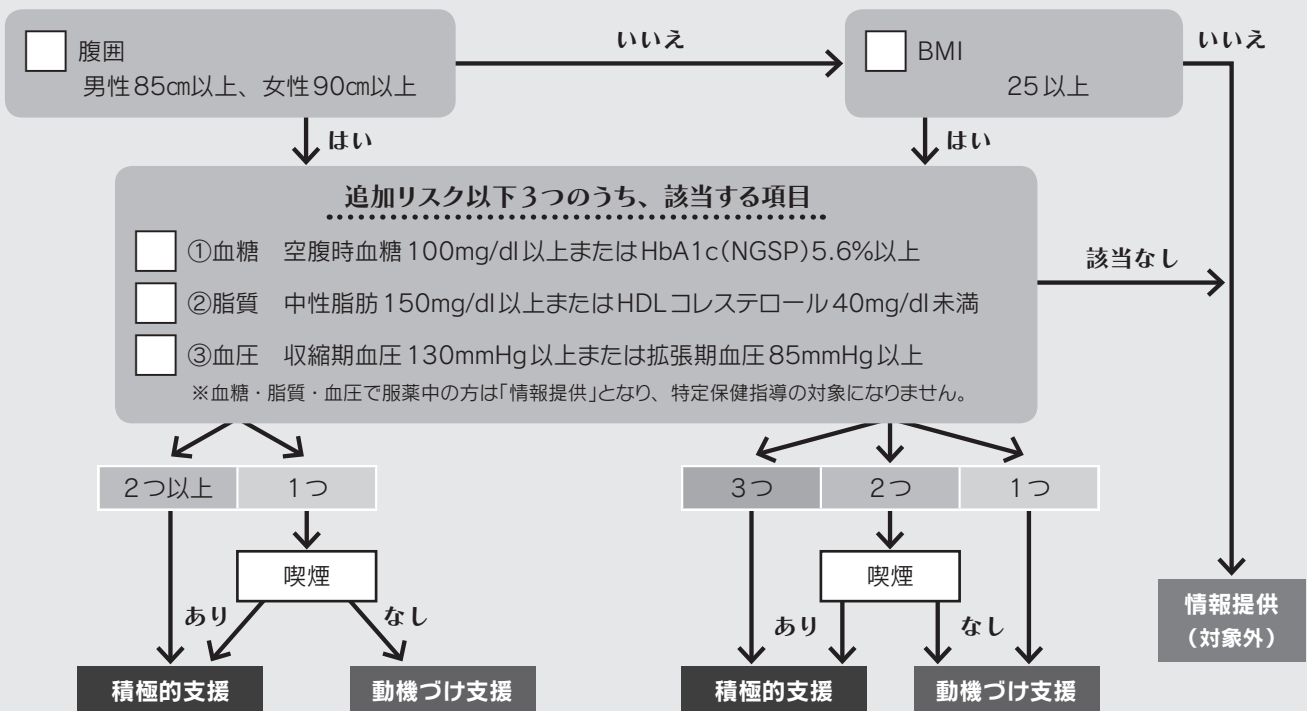 腹囲
男性85㎝以上、女性90㎝以上
いいえ
BMI
25以上
いいえ
はい
はい
追加リスク以下3つのうち、該当する項目
①血糖 空腹時血糖100mg/dl以上またはHbA1c(NGSP)5.6%以上
②脂質 中性脂肪150mg/dl以上またはHDLコレステロール40mg/dl未満
③血圧 収縮期血圧130mmHg以上または拡張期血圧85mmHg以上
※血糖・脂質・血圧で服薬中の方は「情報提供」となり、特定保健指導の対象になりません。
該当なし
2つ以上
1つ
喫煙
あり
なし
積極的支援
動機づけ支援
3つ
2つ
1つ
喫煙
あり
なし
積極的支援
動機づけ支援
情報提供
(対象外)